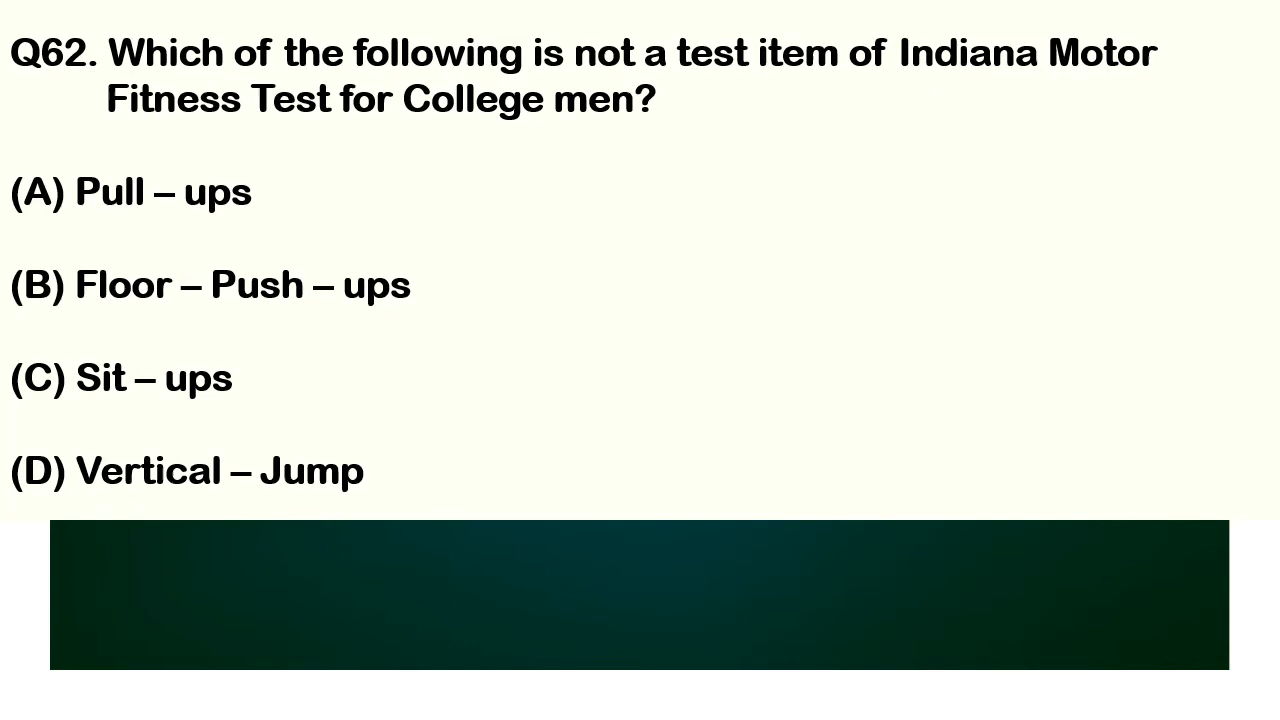 Q62. Which of the following is not a test item of Indiana Motor
Fitness Test for College men?
(A) Pull – ups
(B) Floor – Push – ups
(C) Sit – ups
(D) Vertical – Jump